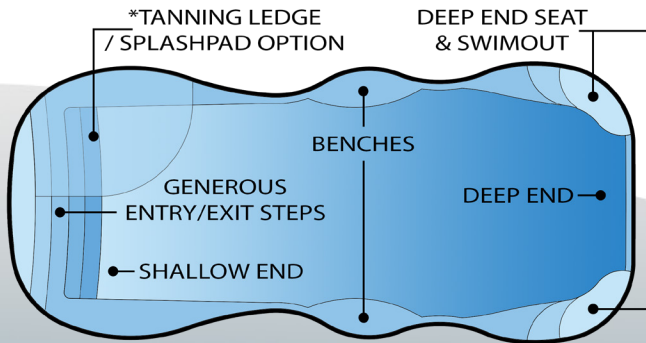 *TANNING LEDGE
/ SPLASHPAD OPTION
DEEP END SEAT
& SWIMOUT
BENCHES
GENEROUS
ENTRY/EXIT STEPS
DEEP END
SHALLOW END